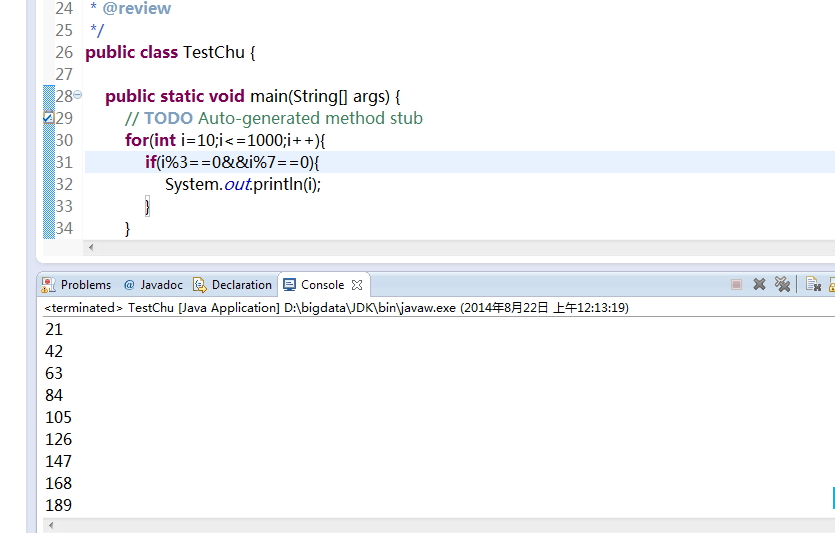 24 * @review
25 */
26 public class TestChu {
27
28 public static void main(String[] args) {
29 // TODO Auto-generated method stub
30 for(int i=10;i<=1000;i++){
31 if(i%3==0&&i%7==0){
32 System.out.println(i);
33 }
34 }
Problems @ Javadoc Declaration Console
<terminated> TestChu [Java Application] D:\bigdata\JDK\bin\javaw.exe (2014年8月22日 上午12:13:19)
21
42
63
84
105
126
147
168
189